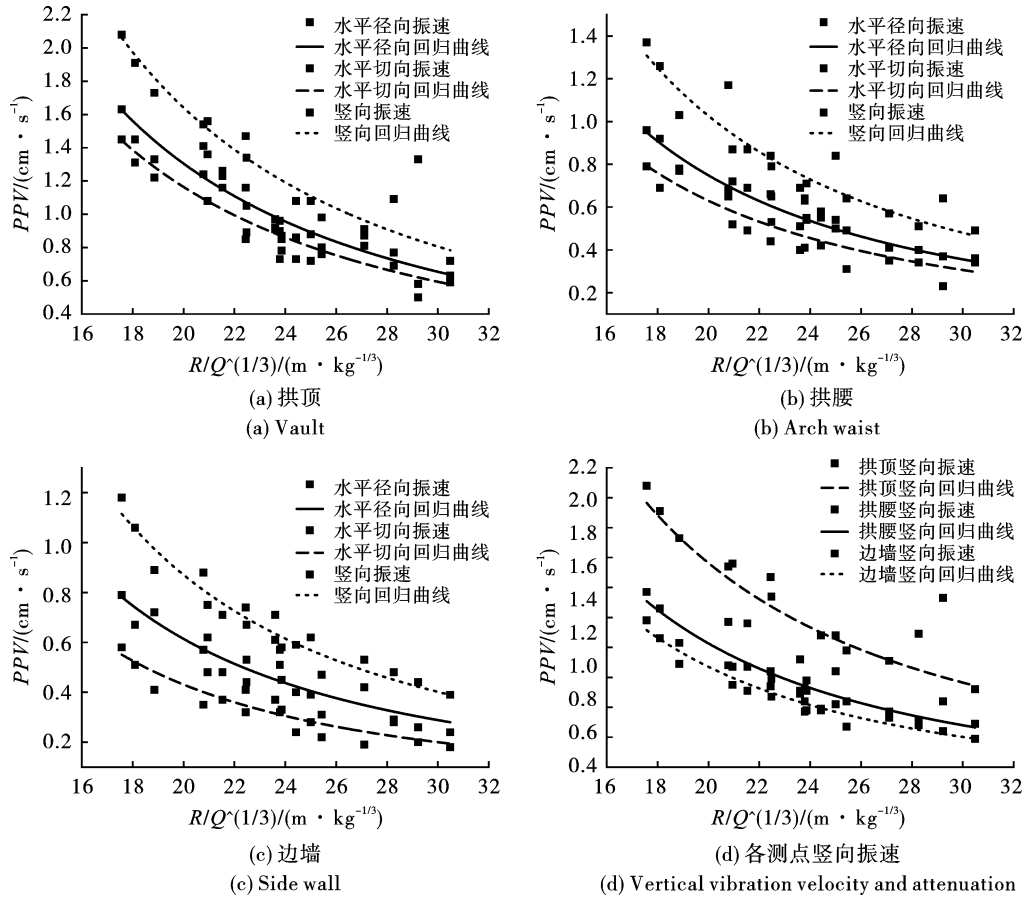 2.2
2.0
1.8
1.6
1.4
1.2
1.0
0.8
0.6
0.4
PPV/(cm · s⁻¹)
水平径向振速
水平径向回归曲线
水平切向振速
水平切向回归曲线
竖向振速
竖向回归曲线
16 18 20 22 24 26 28 30 32
R/Q^(1/3)/(m · kg⁻¹/³)
(a) 拱顶
(a) Vault
1.4
1.2
1.0
0.8
0.6
0.4
0.2
PPV/(cm · s⁻¹)
水平径向振速
水平径向回归曲线
水平切向振速
水平切向回归曲线
竖向振速
竖向回归曲线
16 18 20 22 24 26 28 30 32
R/Q^(1/3)/(m · kg⁻¹/³)
(b) 拱腰
(b) Arch waist
1.2
1.0
0.8
0.6
0.4
0.2
PPV/(cm · s⁻¹)
水平径向振速
水平径向回归曲线
水平切向振速
水平切向回归曲线
竖向振速
竖向回归曲线
16 18 20 22 24 26 28 30 32
R/Q^(1/3)/(m · kg⁻¹/³)
(c) 边墙
(c) Side wall
2.2
2.0
1.8
1.6
1.4
1.4
1.2
1.0
0.8
0.6
0.4
PPV/(cm · s⁻¹)
拱顶竖向振速
拱顶竖向回归曲线
拱腰竖向振速
拱腰竖向回归曲线
边墙竖向振速
边墙竖向回归曲线
16 18 20 22 24 26 28 30 32
R/Q^(1/3)/(m · kg⁻¹/³)
(d) 各测点竖向振速
(d) Vertical vibration velocity and attenuation